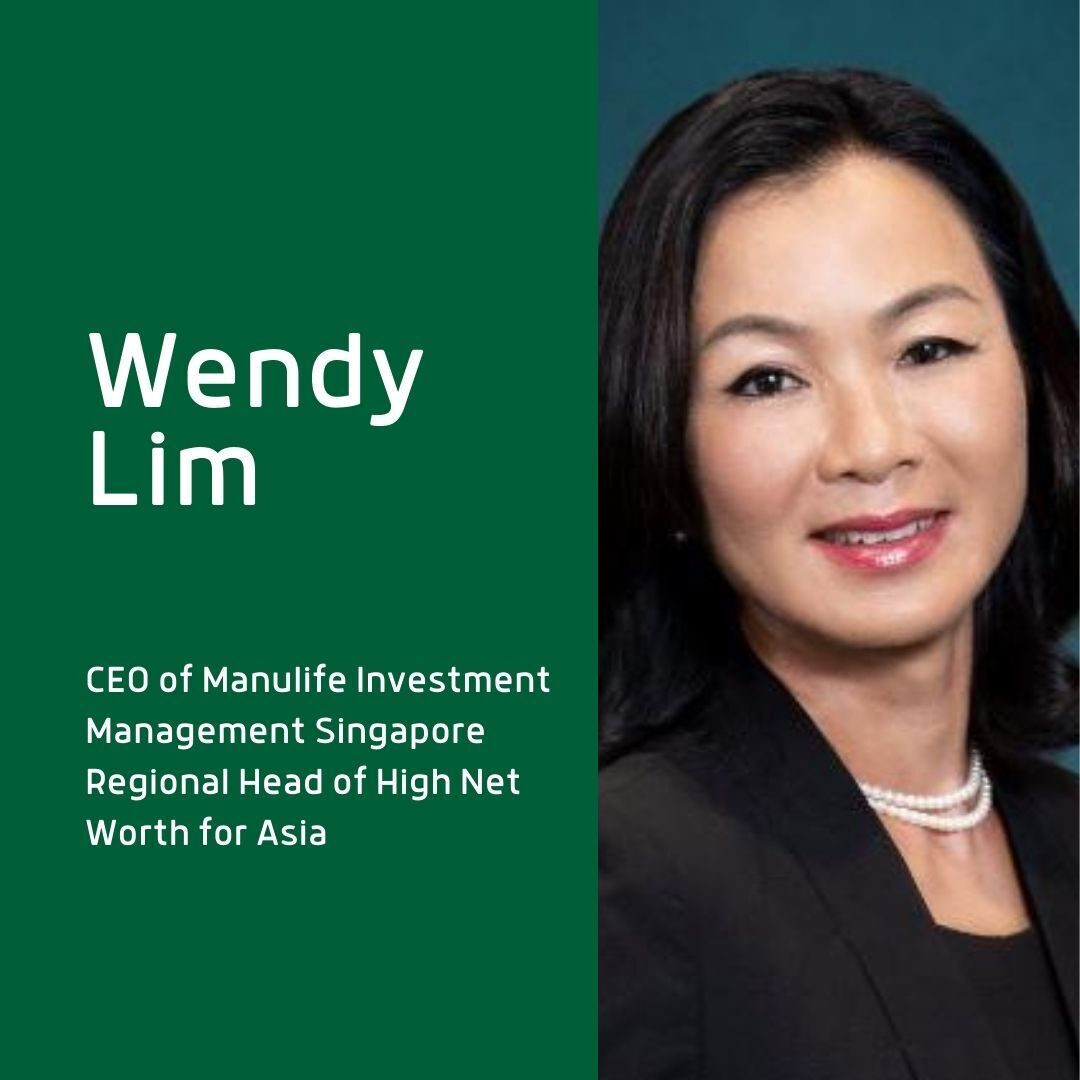 Wendy
Lim
CEO of Manulife Investment
Management Singapore
Regional Head of High Net
Worth for Asia